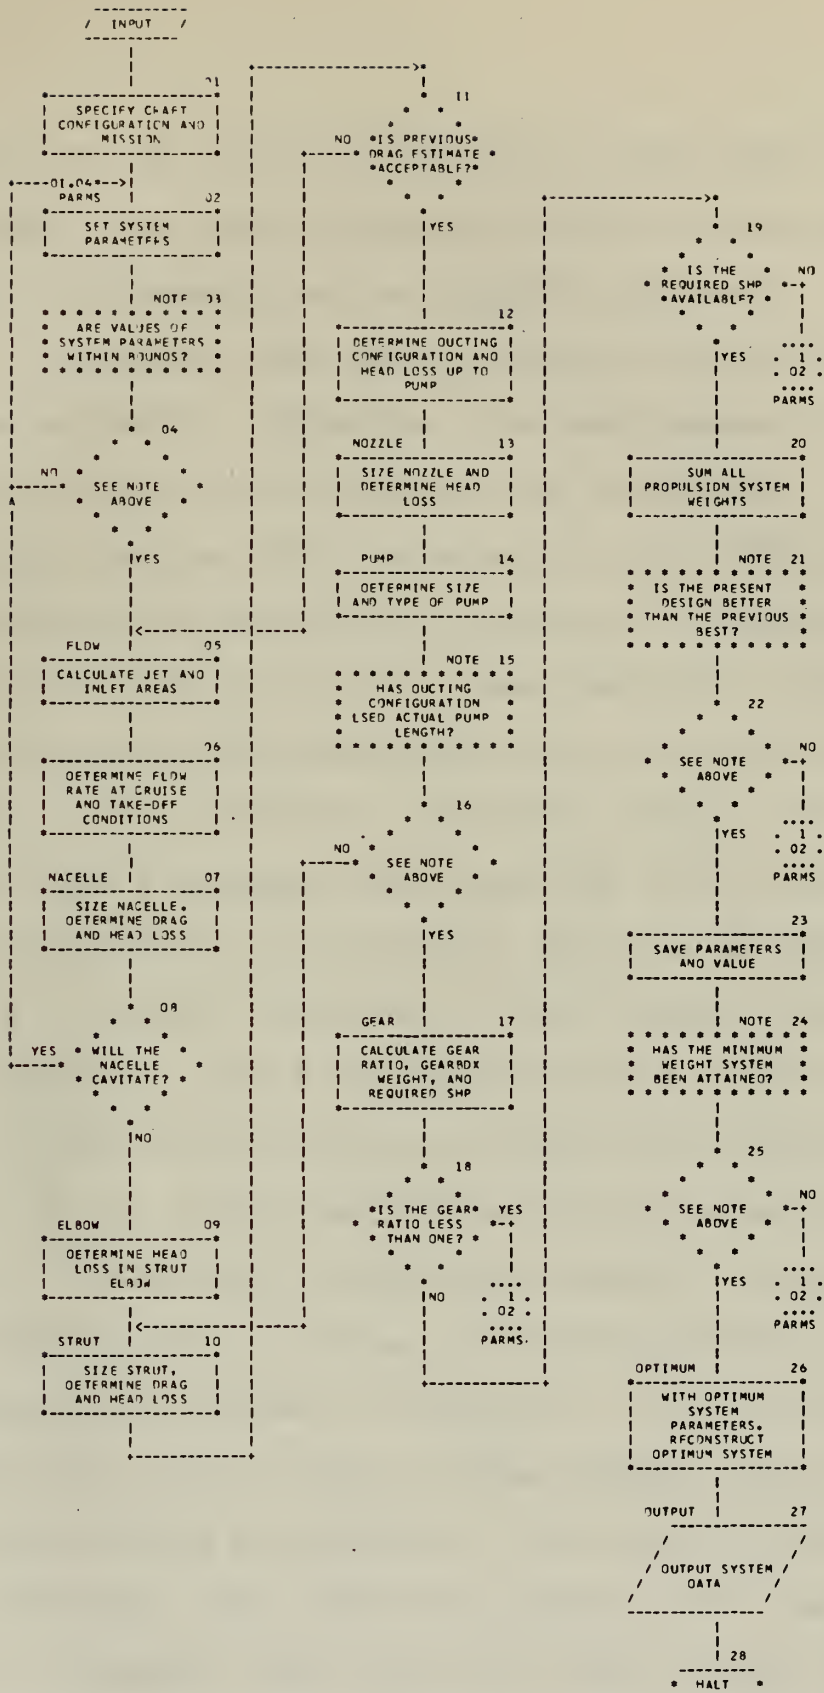 INPUT
01
SPECIFY CRAFT
CONFIGURATION AND
MISSION
01.04
PARMS
02
SET SYSTEM
PARAMETERS
NOTE 03
ARE VALUES OF
SYSTEM PARAMETERS
WITHIN BOUNDS?
04
NO
SEE NOTE
ABOVE
YES
FLOW 05
CALCULATE JET AND
INLET AREAS
06
DETERMINE FLOW
RATE AT CRUISE
AND TAKE-OFF
CONDITIONS
NACELLE 07
SIZE NACELLE.
DETERMINE DRAG
AND HEAD LOSS
08
YES
WILL THE
NACELLE
CAVITATE?
NO
ELBOW 09
DETERMINE HEAD
LOSS IN STRUT
ELBOW
STRUT 10
SIZE STRUT,
DETERMINE DRAG
AND HEAD LOSS
11
NO
IS PREVIOUS
DRAG ESTIMATE
ACCEPTABLE?
YES
12
DETERMINE DUCTING
CONFIGURATION AND
HEAD LOSS UP TO
PUMP
NOZZLE 13
SIZE NOZZLE AND
DETERMINE HEAD
LOSS
PUMP 14
DETERMINE SIZE
AND TYPE OF PUMP
NOTE 15
HAS DUCTING
CONFIGURATION
USED ACTUAL PUMP
LENGTH?
16
NO
SEE NOTE
ABOVE
YES
GEAR 17
CALCULATE GEAR
RATIO, GEARBOX
WEIGHT, AND
REQUIRED SHP
18
IS THE GEAR YES
RATIO LESS
THAN ONE?
NO
1
02
PARMS.
19
IS THE NO
REQUIRED SHP
AVAILABLE?
YES
1
02
PARMS
20
SUM ALL
PROPULSION SYSTEM
WEIGHTS
NOTE 21
IS THE PRESENT
DESIGN BETTER
THAN THE PREVIOUS
BEST?
22
NO
SEE NOTE
ABOVE
YES
1
02
PARMS
23
SAVE PARAMETERS
AND VALUE
NOTE 24
HAS THE MINIMUM
WEIGHT SYSTEM
BEEN ATTAINED?
25
NO
SEE NOTE
ABOVE
YES
1
02
PARMS
OPTIMUM 26
WITH OPTIMUM
SYSTEM
PARAMETERS.
RECONSTRUCT
OPTIMUM SYSTEM
OUTPUT 27
OUTPUT SYSTEM
DATA
28
HALT